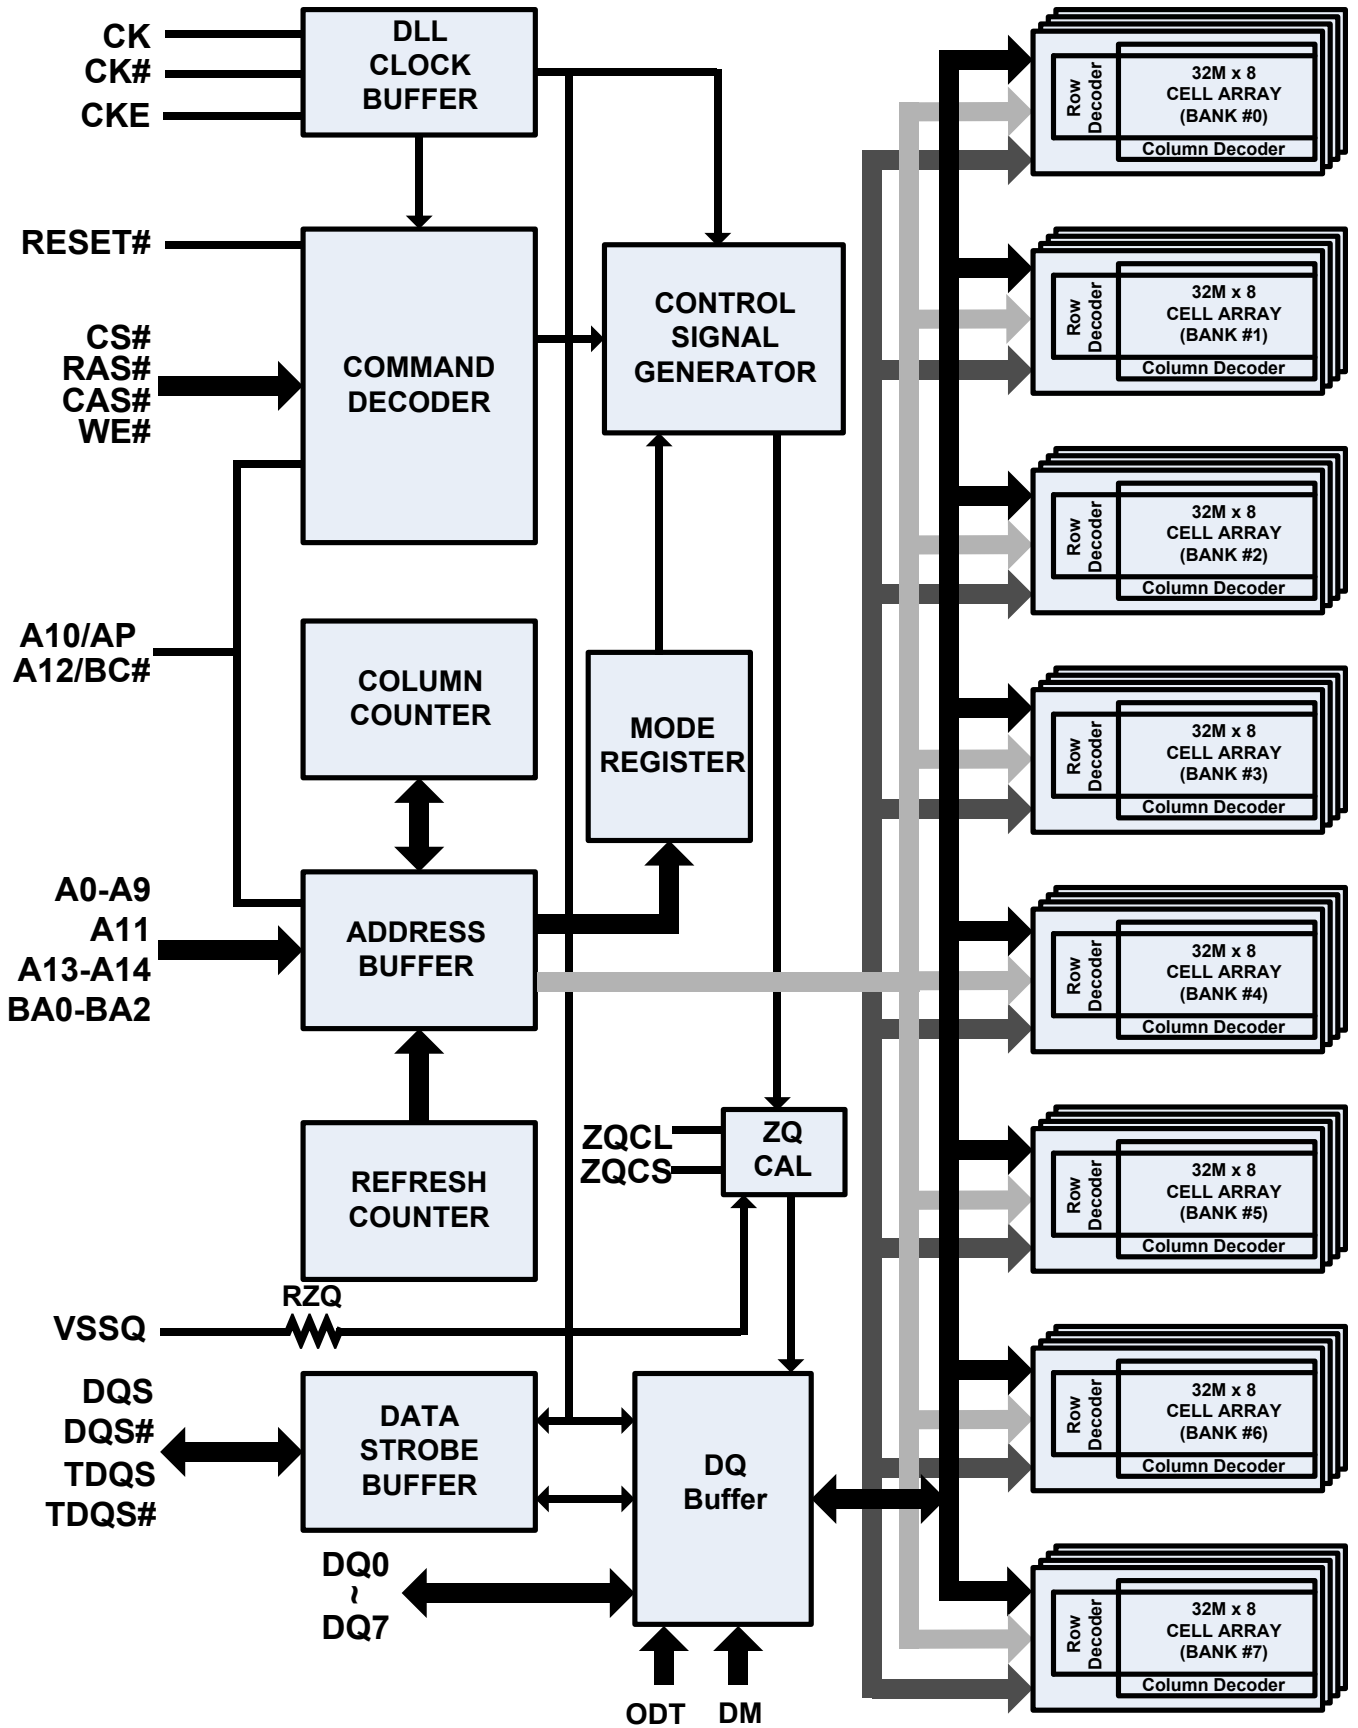 CK
CK#
CKE
DLL
CLOCK
BUFFER
RESET#
CS#
RAS#
CAS#
WE#
COMMAND
DECODER
CONTROL
SIGNAL
GENERATOR
A10/AP
A12/BC#
COLUMN
COUNTER
MODE
REGISTER
A0-A9
A11
A13-A14
BA0-BA2
ADDRESS
BUFFER
REFRESH
COUNTER
ZQCL
ZQCS
ZQ
CAL
VSSQ
RZQ
DQS
DQS#
TDQS
TDQS#
DATA
STROBE
BUFFER
DQ
Buffer
DQ0
~
DQ7
ODT
DM
Row
Decoder
32M x 8
CELL ARRAY
(BANK #0)
Column Decoder
Row
Decoder
32M x 8
CELL ARRAY
(BANK #1)
Column Decoder
Row
Decoder
32M x 8
CELL ARRAY
(BANK #2)
Column Decoder
Row
Decoder
32M x 8
CELL ARRAY
(BANK #3)
Column Decoder
Row
Decoder
32M x 8
CELL ARRAY
(BANK #4)
Column Decoder
Row
Decoder
32M x 8
CELL ARRAY
(BANK #5)
Column Decoder
Row
Decoder
32M x 8
CELL ARRAY
(BANK #6)
Column Decoder
Row
Decoder
32M x 8
CELL ARRAY
(BANK #7)
Column Decoder